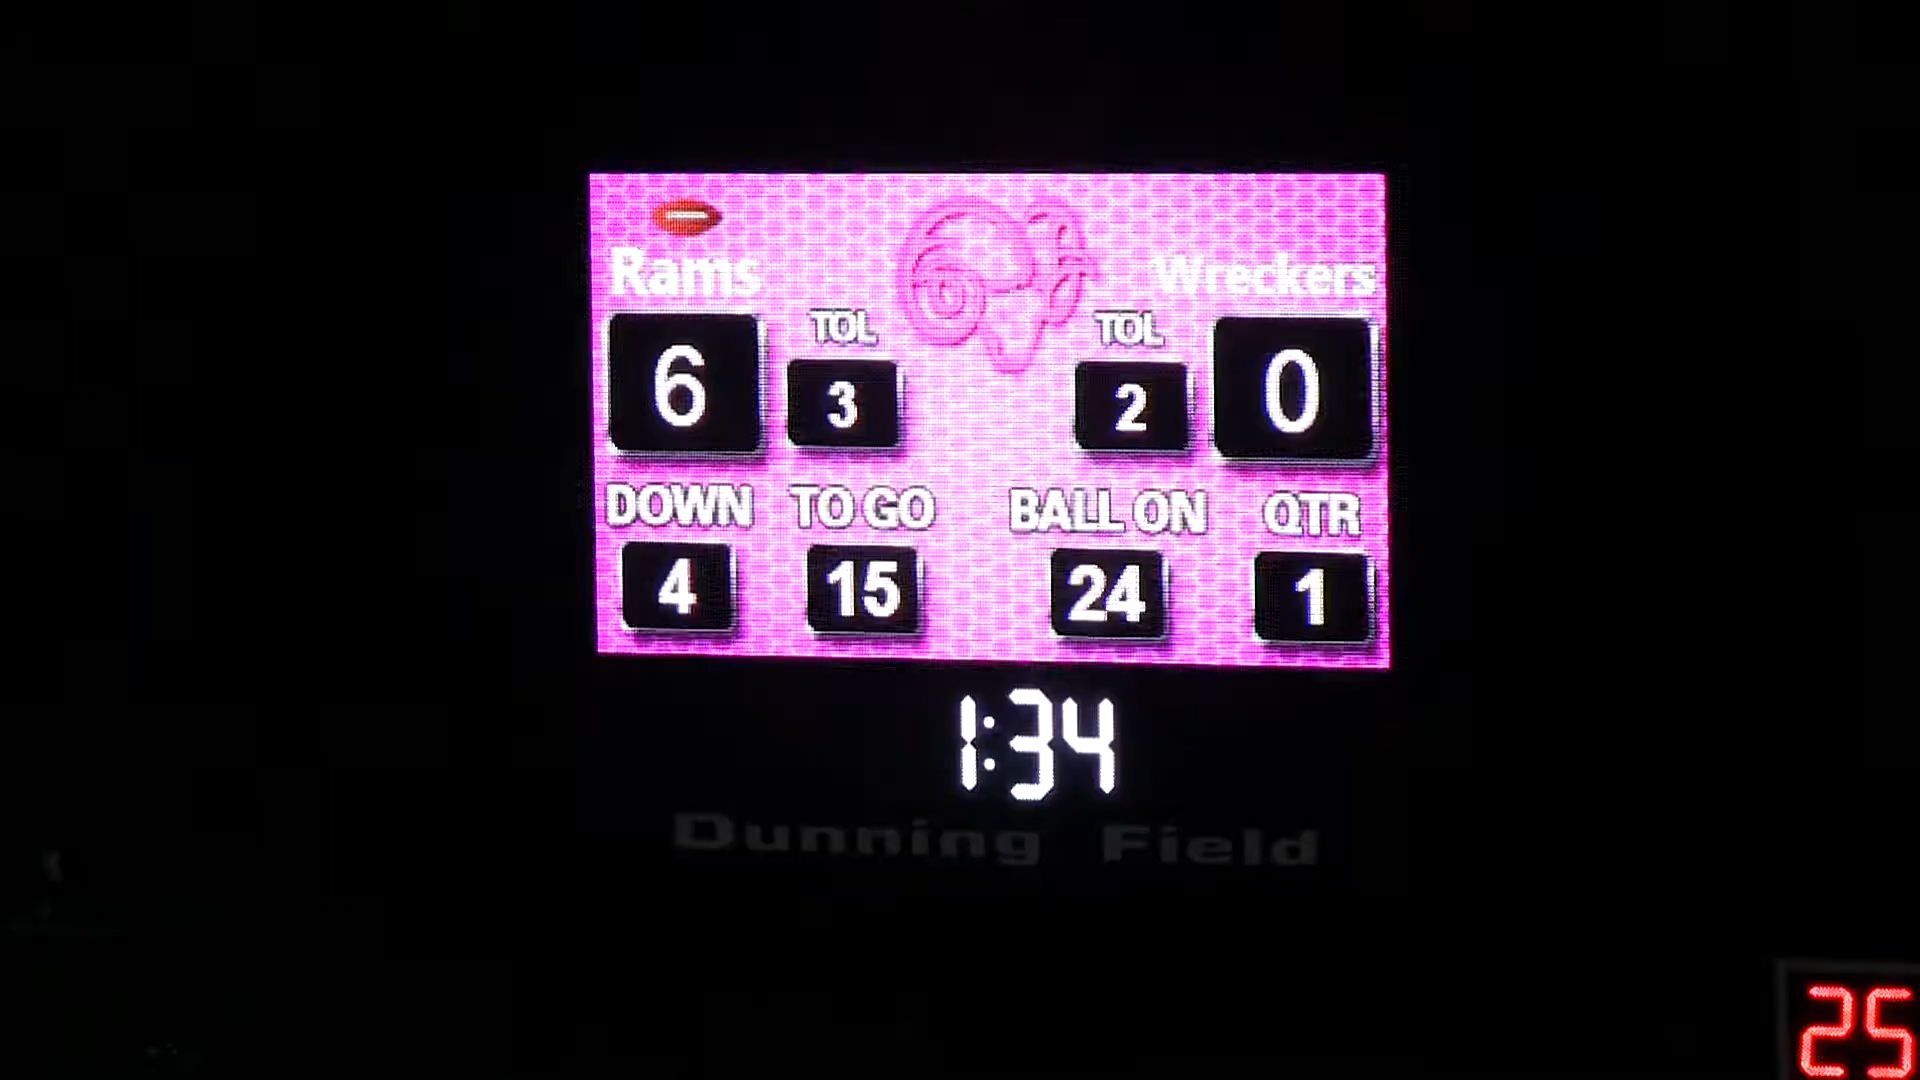 Rams Wreckers
TOL TOL
6 3 2 0
DOWN TO GO BALL ON QTR
4 15 24 1
1:34
Dunning Field
25